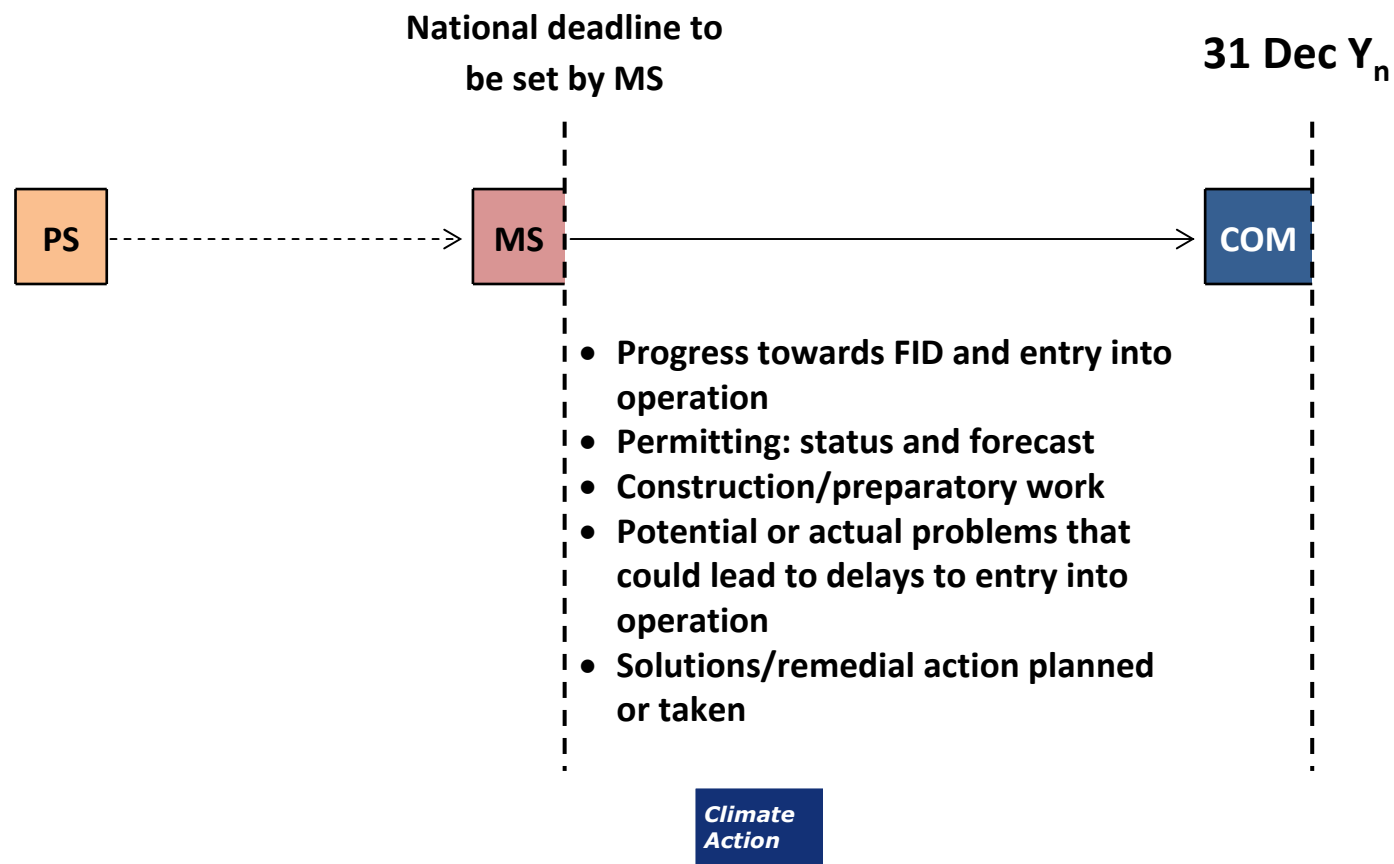 National deadline to
be set by MS
31 Dec Yn
PS
MS
COM
• Progress towards FID and entry into
operation
• Permitting: status and forecast
• Construction/preparatory work
• Potential or actual problems that
could lead to delays to entry into
operation
• Solutions/remedial action planned
or taken
Climate
Action